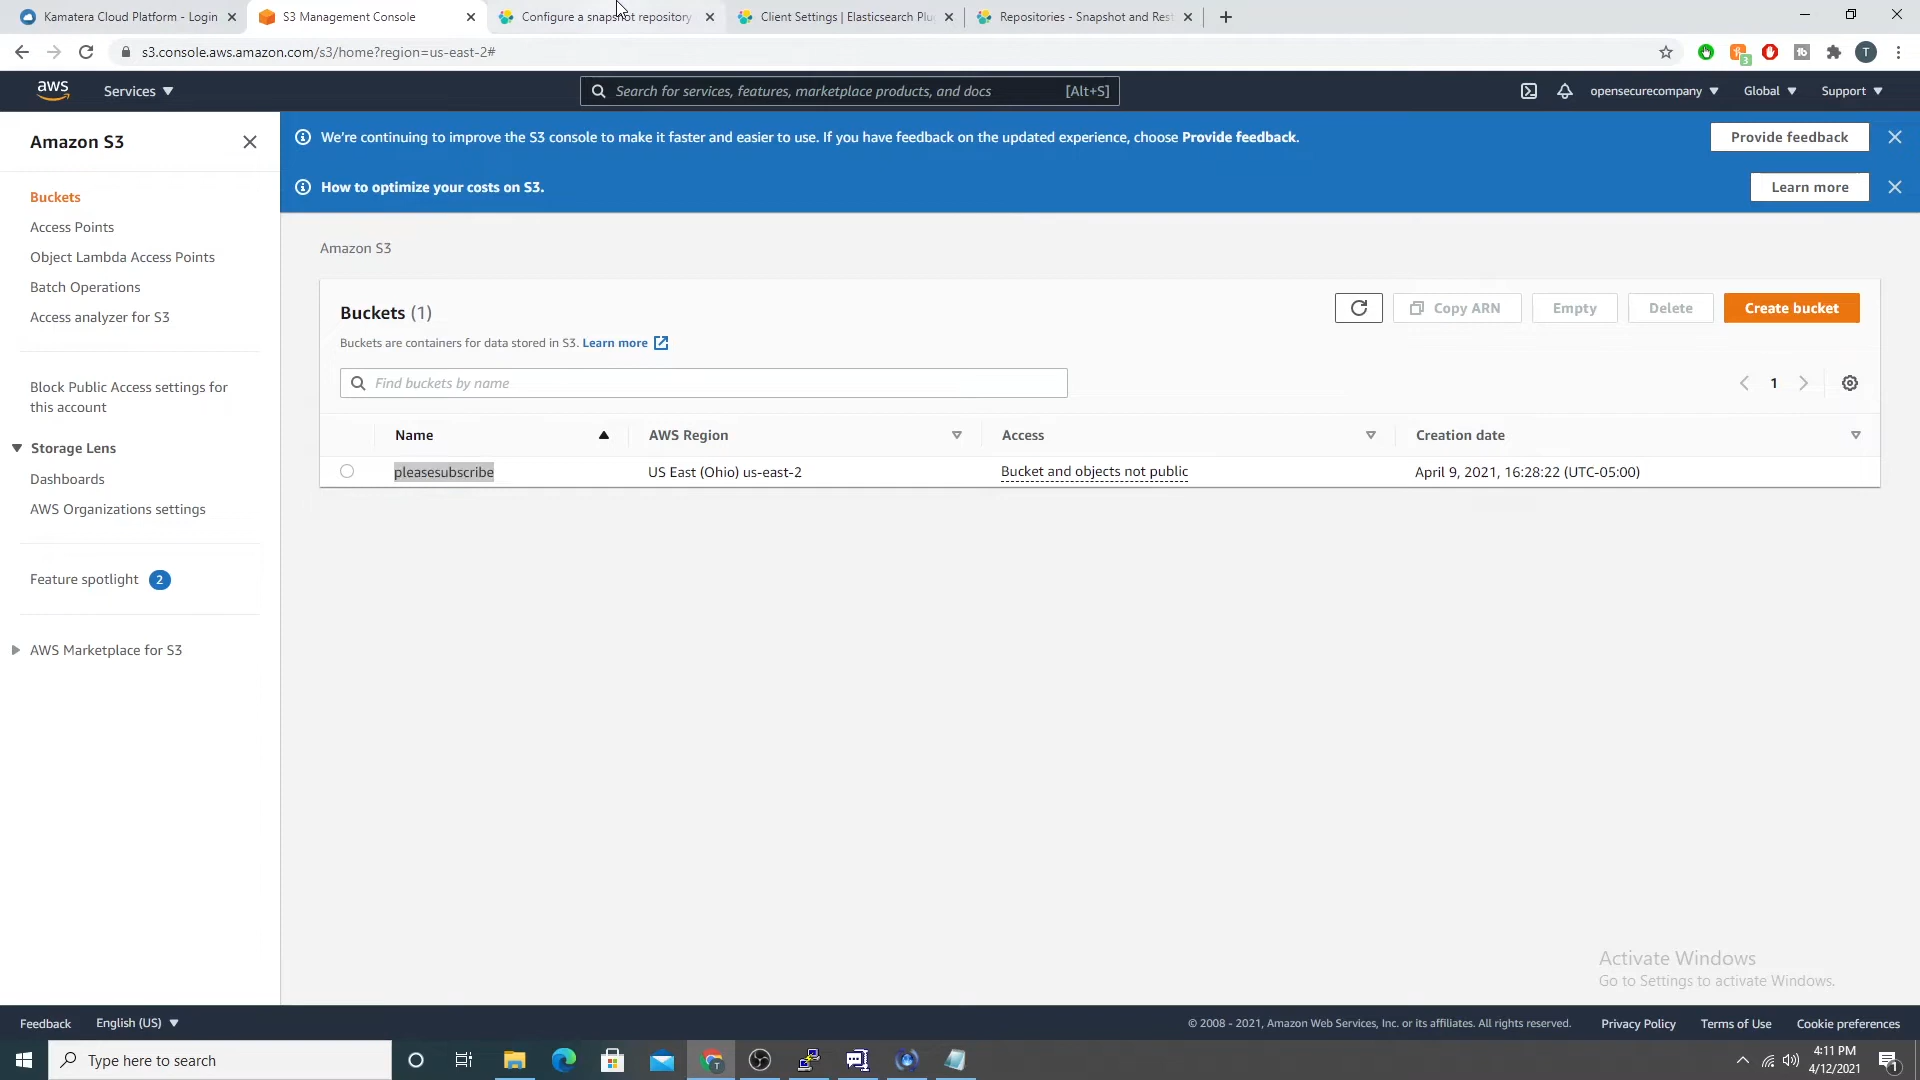 Kamatera Cloud Platform - Login
S3 Management Console
Configure a snapshot repository
Client Settings | Elasticsearch Plu
Repositories - Snapshot and Rest
s3.console.aws.amazon.com/s3/home?region=us-east-2#
3
T
aws
Services
Search for services, features, marketplace products, and docs
[Alt+S]
opensecurecompany
Global
Support
Amazon S3
We're continuing to improve the S3 console to make it faster and easier to use. If you have feedback on the updated experience, choose Provide feedback.
Provide feedback
How to optimize your costs on S3.
Learn more
Buckets
Access Points
Object Lambda Access Points
Batch Operations
Access analyzer for S3
Block Public Access settings for
this account
Storage Lens
Dashboards
AWS Organizations settings
Feature spotlight 2
AWS Marketplace for S3
Amazon S3
Buckets (1)
Copy ARN
Empty
Delete
Create bucket
Buckets are containers for data stored in S3. Learn more
Find buckets by name
1
Name
AWS Region
Access
Creation date
pleasesubscribe
US East (Ohio) us-east-2
Bucket and objects not public
April 9, 2021, 16:28:22 (UTC-05:00)
Activate Windows
Go to Settings to activate Windows.
Feedback
English (US)
© 2008 - 2021, Amazon Web Services, Inc. or its affiliates. All rights reserved.
Privacy Policy
Terms of Use
Cookie preferences
Type here to search
4:11 PM
4/12/2021
1